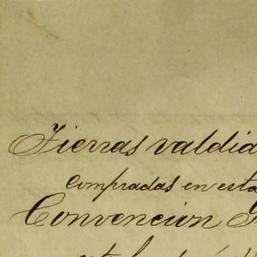 Tierras valdia
compradas en esta
Convencion